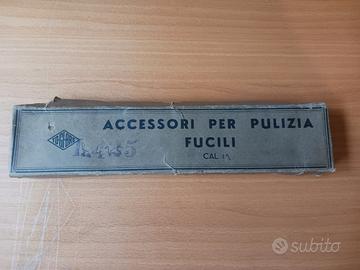 ACCESSORI PER PULIZIA
FUCILI
CAL
subito